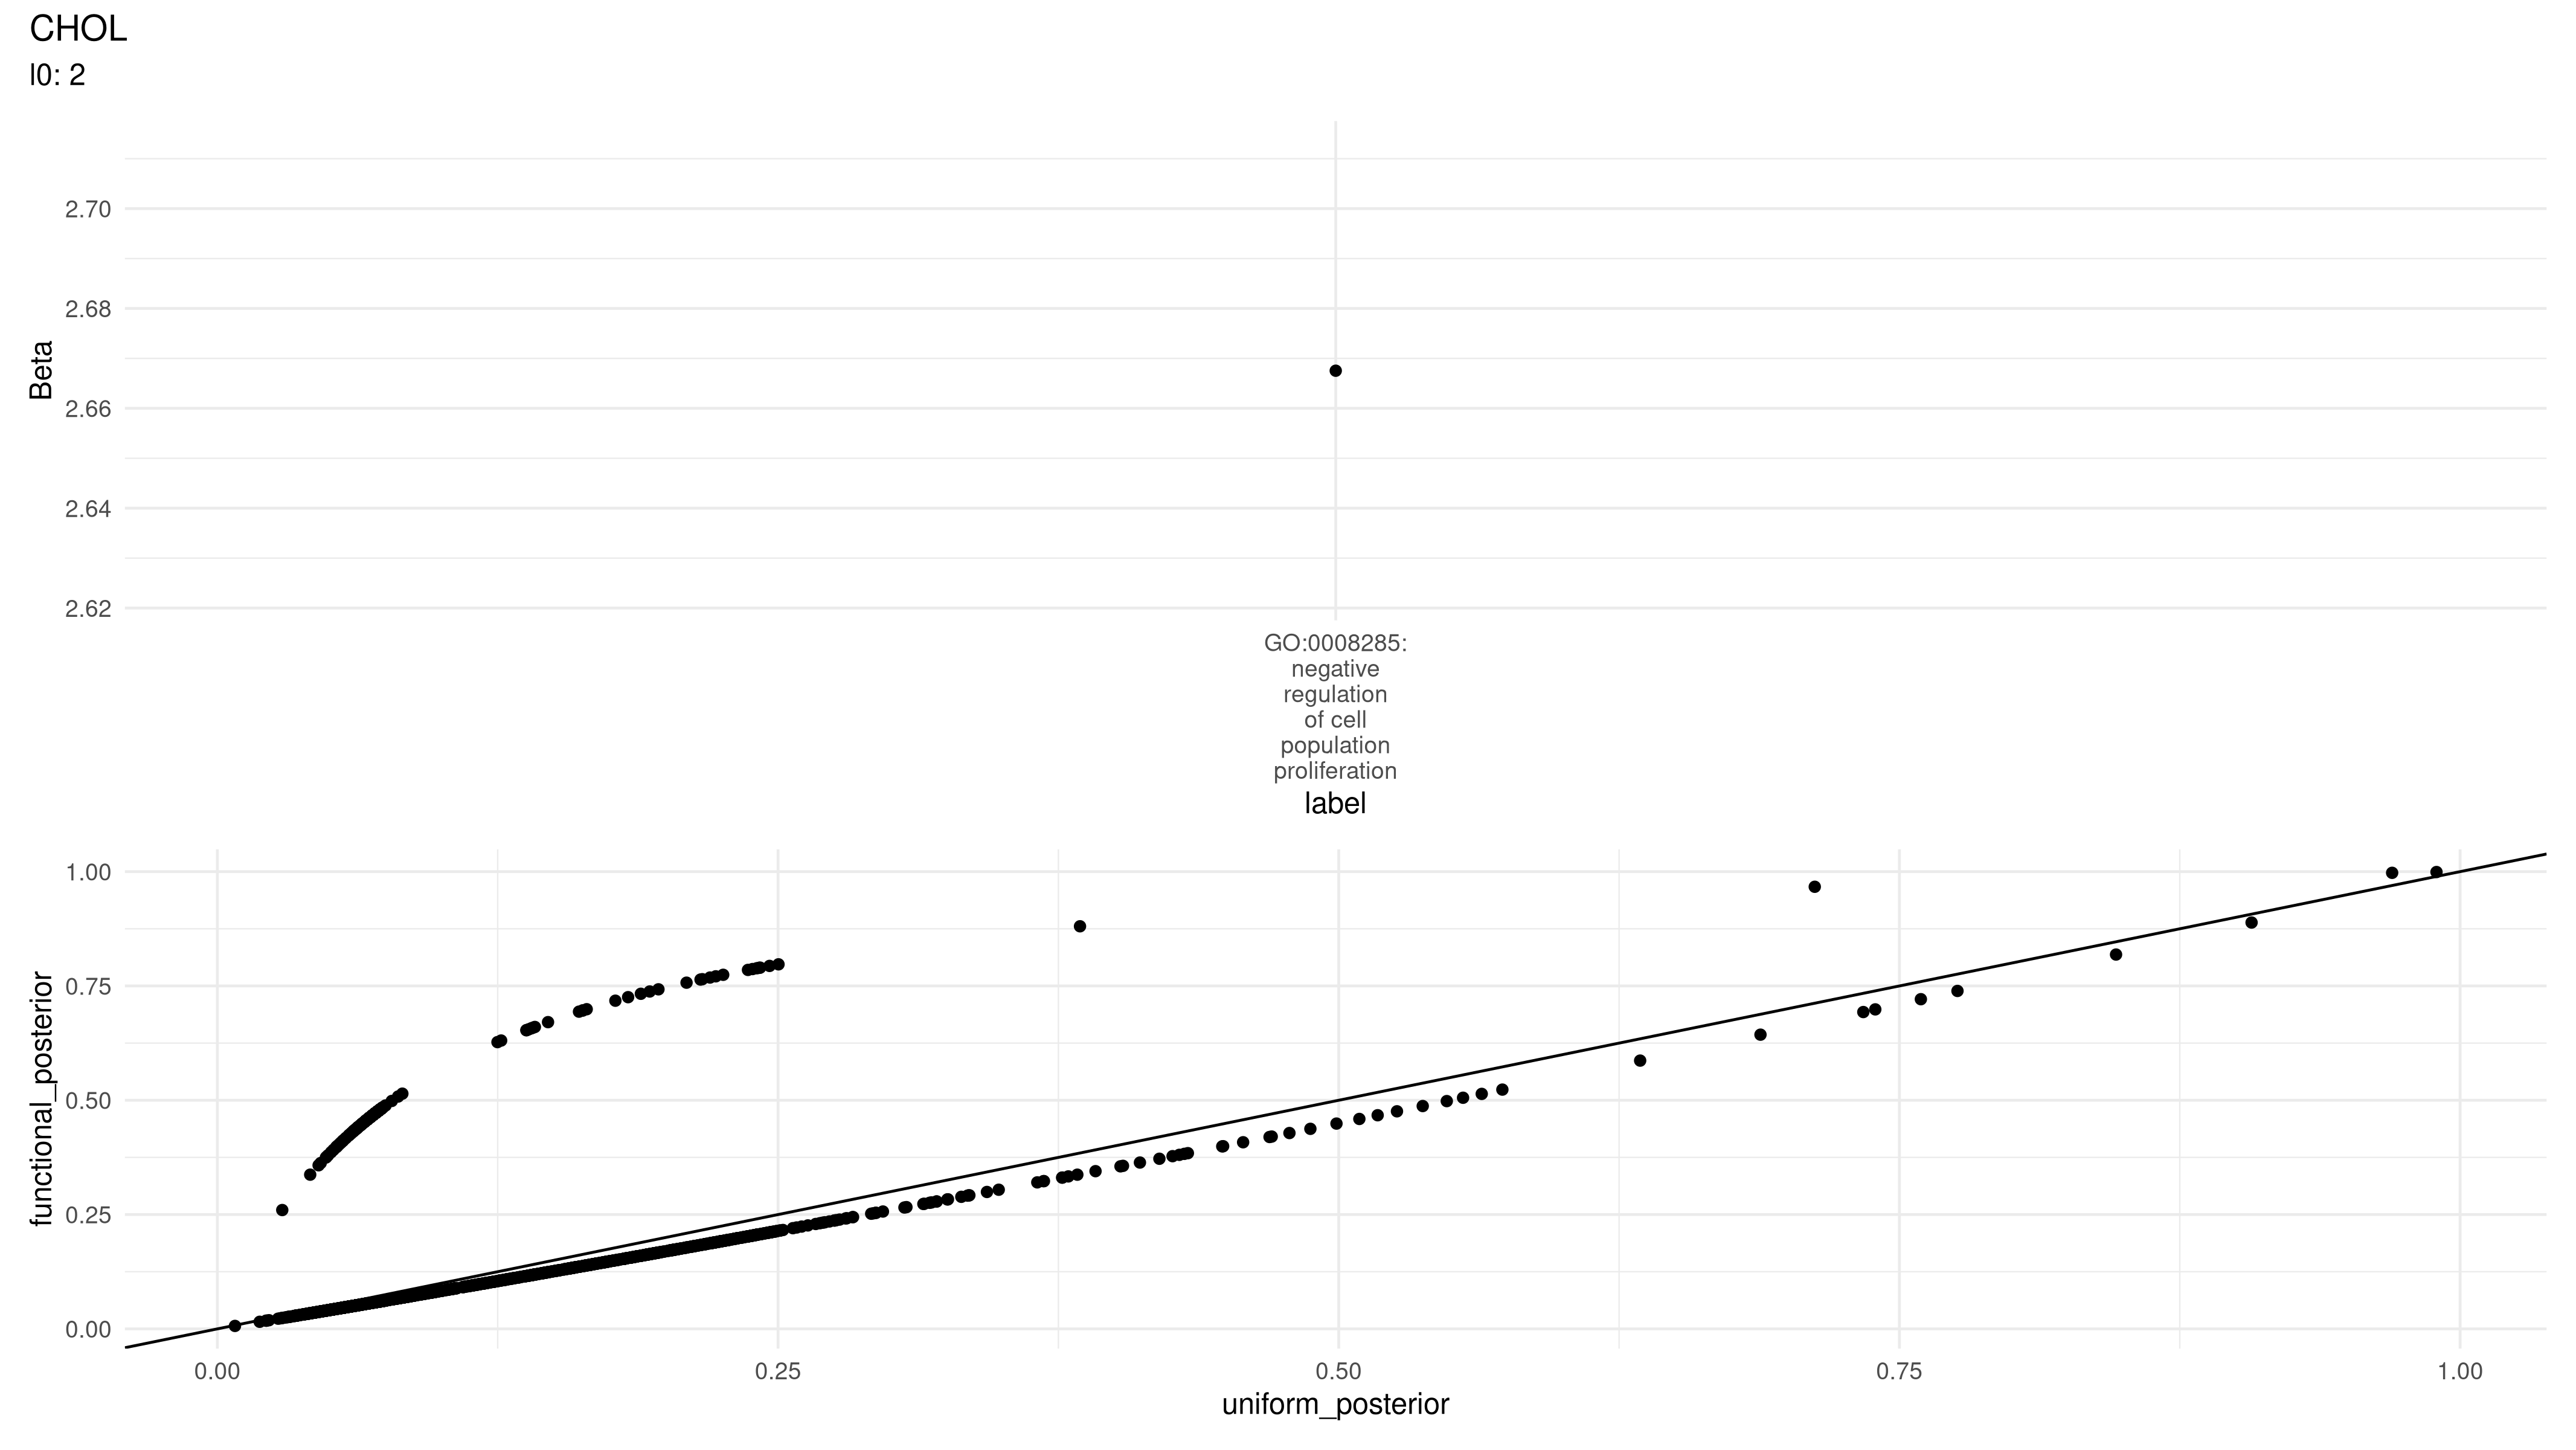 CHOL
l0: 2
Beta
2.70
2.68
2.66
2.64
2.62
GO:0008285:
negative
regulation
of cell
population
proliferation
label
functional_posterior
1.00
0.75
0.50
0.25
0.00
0.00 0.25 0.50 0.75 1.00
uniform_posterior